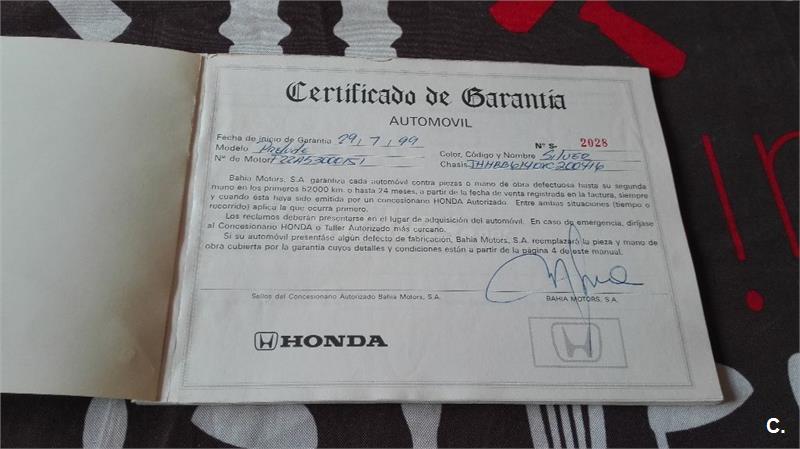 Certificado de Garantía
AUTOMOVIL
Fecha de inicio de Garantía 29, 7, 99
Nº S- 2028
Modelo Prelude
Color, Código y Nombre SILVER
Nº de Motor F22A53000151
Chasis
Bahía Motors, S.A. garantiza cada automóvil contra piezas o mano de obra defectuosa hasta su segunda
mano en los primeros 62000 km. o hasta 24 meses, a partir de la fecha de venta registrada en la factura, siempre
y cuando ésta haya sido emitida por un concesionario HONDA Autorizado. Entre ambas situaciones (tiempo o
recorrido) aplica la que ocurra primero.
Los reclamos deberán presentarse en el lugar de adquisición del automóvil. En caso de emergencia, diríjase
al Concesionario HONDA o Taller Autorizado más cercano.
Si su automóvil presentáse algún defecto de fabricación, Bahía Motors, S.A. reemplazará la pieza y mano de
obra cubierta por la garantía cuyos detalles y condiciones están a partir de la página 4 de este manual.
Sellos del Concesionario Autorizado Bahía Motors, S.A.
BAHIA MOTORS, S.A.
HONDA
C.